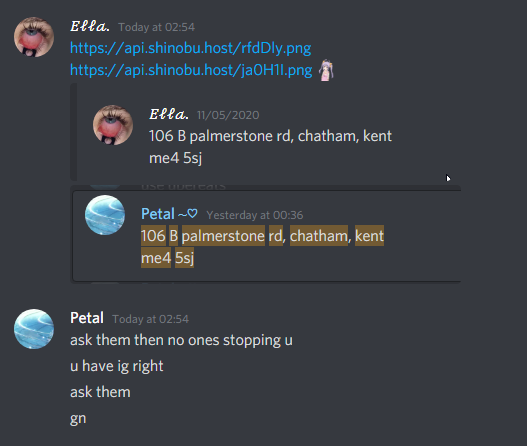 Ella. Today at 02:54
https://api.shinobu.host/rfdDly.png
https://api.shinobu.host/ja0H1I.png
Ella. 11/05/2020
106 B palmerstone rd, chatham, kent
me4 5sj
Petal ~♡ Yesterday at 00:36
106 B palmerstone rd, chatham, kent
me4 5sj
Petal Today at 02:54
ask them then no ones stopping u
u have ig right
ask them
gn